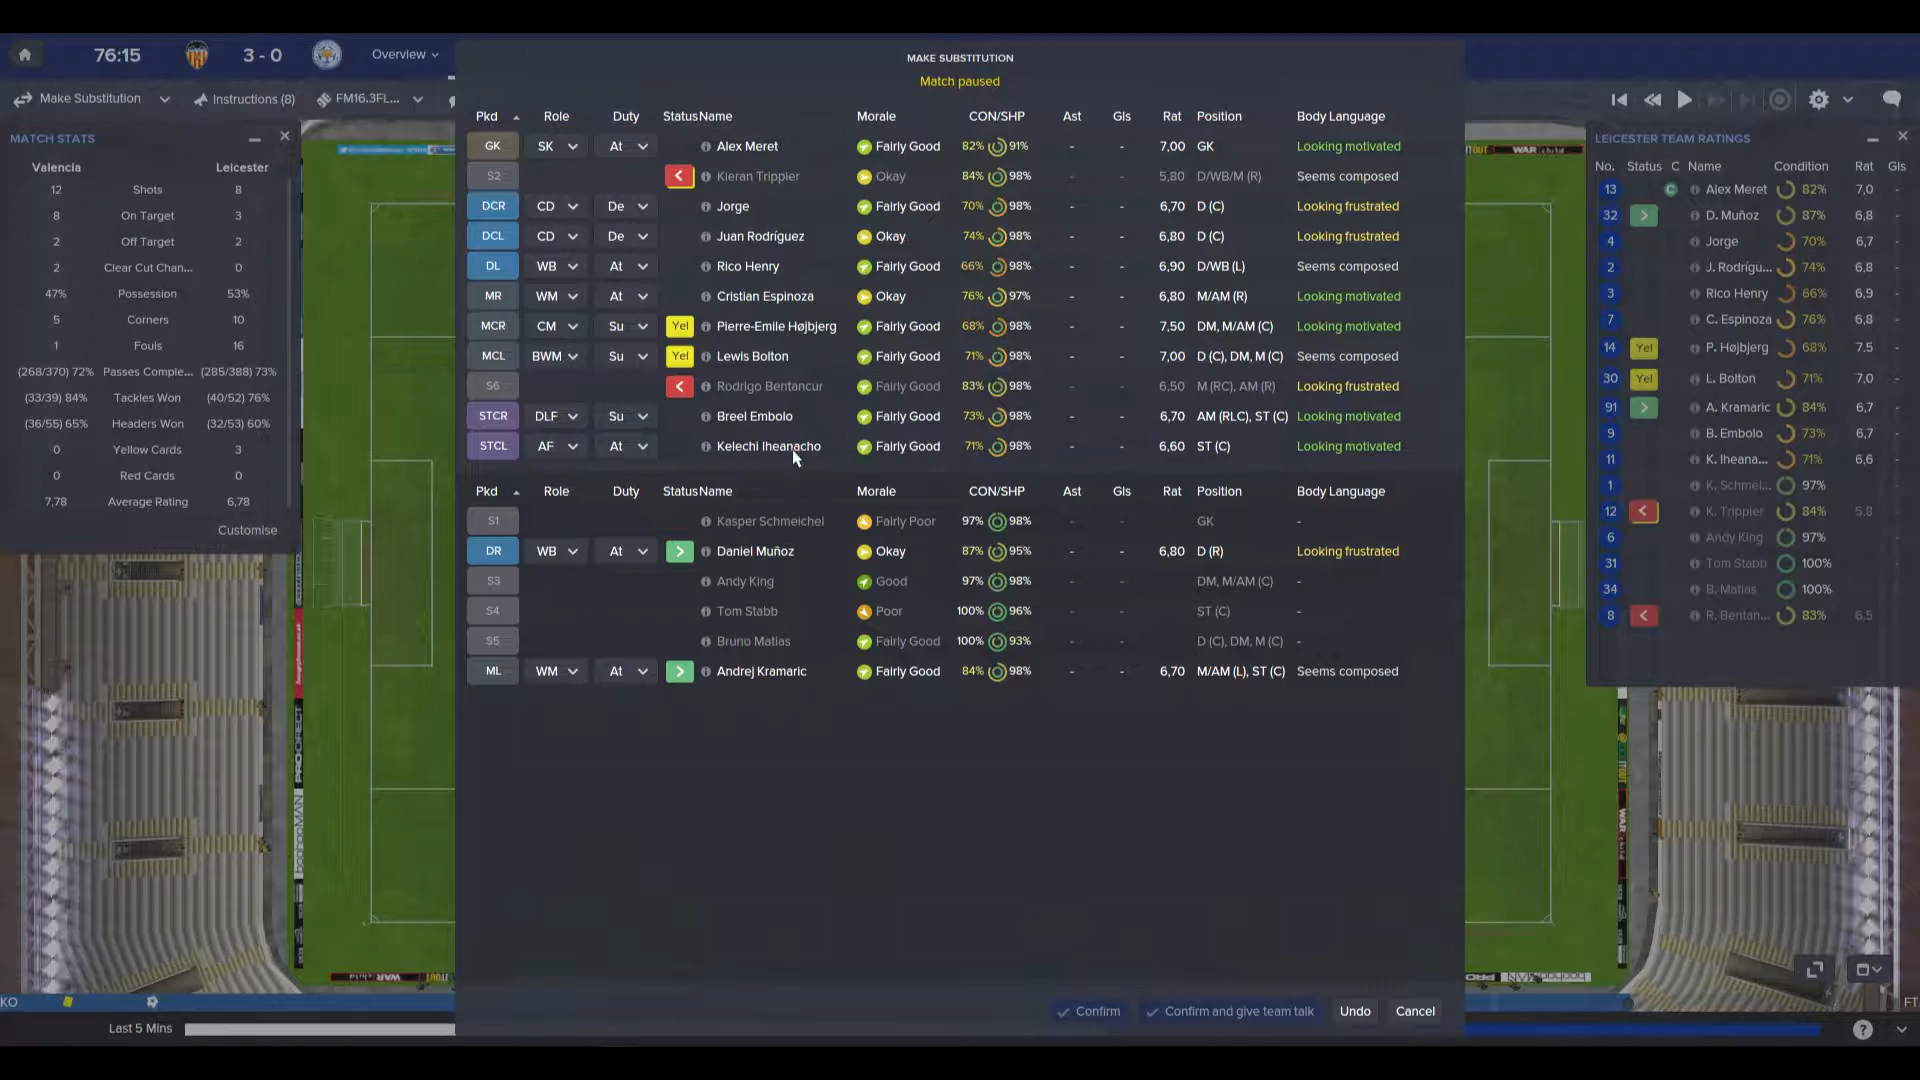 76:15 3 - 0 Overview
MAKE SUBSTITUTION
Match paused
Make Substitution Instructions (8) FM16.3FL...
MATCH STATS
Valencia Leicester
12 Shots 8
8 On Target 3
2 Off Target 2
2 Clear Cut Chan... 0
47% Possession 53%
5 Corners 10
1 Fouls 16
(268/370) 72% Passes Comple... (285/388) 73%
(33/39) 84% Tackles Won (40/52) 76%
(36/55) 65% Headers Won (32/53) 60%
0 Yellow Cards 3
0 Red Cards 0
7,78 Average Rating 6,78
Customise
Pkd Role Duty Status Name Morale CON/SHP Ast Gls Rat Position Body Language
GK SK At Alex Meret Fairly Good 82% 91% - - 7,00 GK Looking motivated
S2 Kieran Trippier Okay 84% 98% - - 5,80 D/WB/M (R) Seems composed
DCR CD De Jorge Fairly Good 70% 98% - - 6,70 D (C) Looking frustrated
DCL CD De Juan Rodríguez Okay 74% 98% - - 6,80 D (C) Looking frustrated
DL WB At Rico Henry Fairly Good 66% 98% - - 6,90 D/WB (L) Seems composed
MR WM At Cristian Espinoza Okay 76% 97% - - 6,80 M/AM (R) Looking motivated
MCR CM Su Yel Pierre-Emile Højbjerg Fairly Good 68% 98% - - 7,50 DM, M/AM (C) Looking motivated
MCL BWM Su Yel Lewis Bolton Fairly Good 71% 98% - - 7,00 D (C), DM, M (C) Seems composed
S6 Rodrigo Bentancur Fairly Good 83% 98% - - 6,50 M (RC), AM (R) Looking frustrated
STCR DLF Su Breel Embolo Fairly Good 73% 98% - - 6,70 AM (RLC), ST (C) Looking motivated
STCL AF At Kelechi Iheanacho Fairly Good 71% 98% - - 6,60 ST (C) Looking motivated
Pkd Role Duty Status Name Morale CON/SHP Ast Gls Rat Position Body Language
S1 Kasper Schmeichel Fairly Poor 97% 98% GK -
DR WB At Daniel Muñoz Okay 87% 95% - - 6,80 D (R) Looking frustrated
S3 Andy King Good 97% 98% DM, M/AM (C) -
S4 Tom Stabb Poor 100% 96% ST (C) -
S5 Bruno Matias Fairly Good 100% 93% D (C), DM, M (C) -
ML WM At Andrej Kramaric Fairly Good 84% 98% - - 6,70 M/AM (L), ST (C) Seems composed
Confirm Confirm and give team talk Undo Cancel
LEICESTER TEAM RATINGS
No. Status C Name Condition Rat Gls
13 C Alex Meret 82% 7,0 -
32 D. Muñoz 87% 6,8 -
4 Jorge 70% 6,7 -
2 J. Rodrígu... 74% 6,8 -
3 Rico Henry 66% 6,9 -
7 C. Espinoza 76% 6,8 -
14 Yel P. Højbjerg 68% 7.5 -
30 Yel L. Bolton 71% 7,0 -
91 A. Kramaric 84% 6,7 -
9 B. Embolo 73% 6,7 -
11 K. Iheana... 71% 6,6 -
1 K. Schmei... 97%
12 K. Trippier 84% 5.8 -
6 Andy King 97%
31 Tom Stabb 100%
34 B. Matias 100%
8 R. Bentan... 83% 6,5 -
KO FT
Last 5 Mins